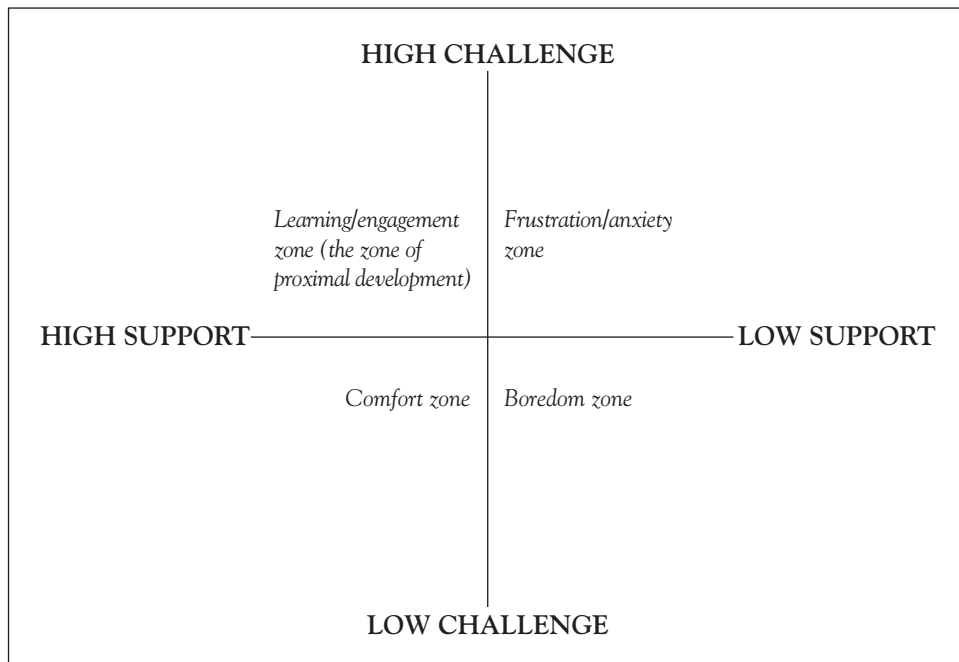 HIGH CHALLENGE
Learning/engagement
zone (the zone of
proximal development)
Frustration/anxiety
zone
HIGH SUPPORT
LOW SUPPORT
Comfort zone
Boredom zone
LOW CHALLENGE